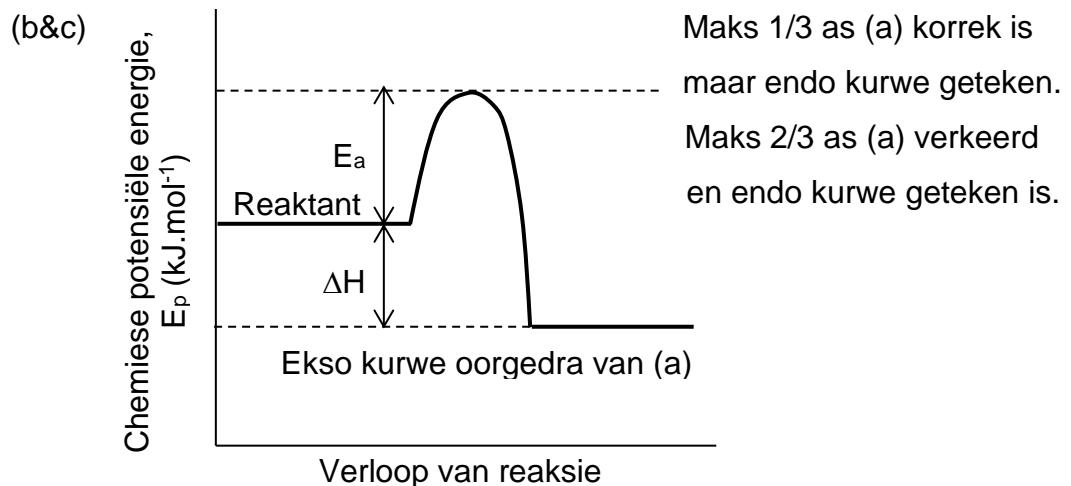 (b&c)
Chemiese potensiële energie,
Eₚ (kJ.mol⁻¹)
Maks 1/3 as (a) korrek is
maar endo kurwe geteken.
Maks 2/3 as (a) verkeerd
en endo kurwe geteken is.
Eₐ
Reaktant
ΔH
Ekso kurwe oorgedra van (a)
Verloop van reaksie